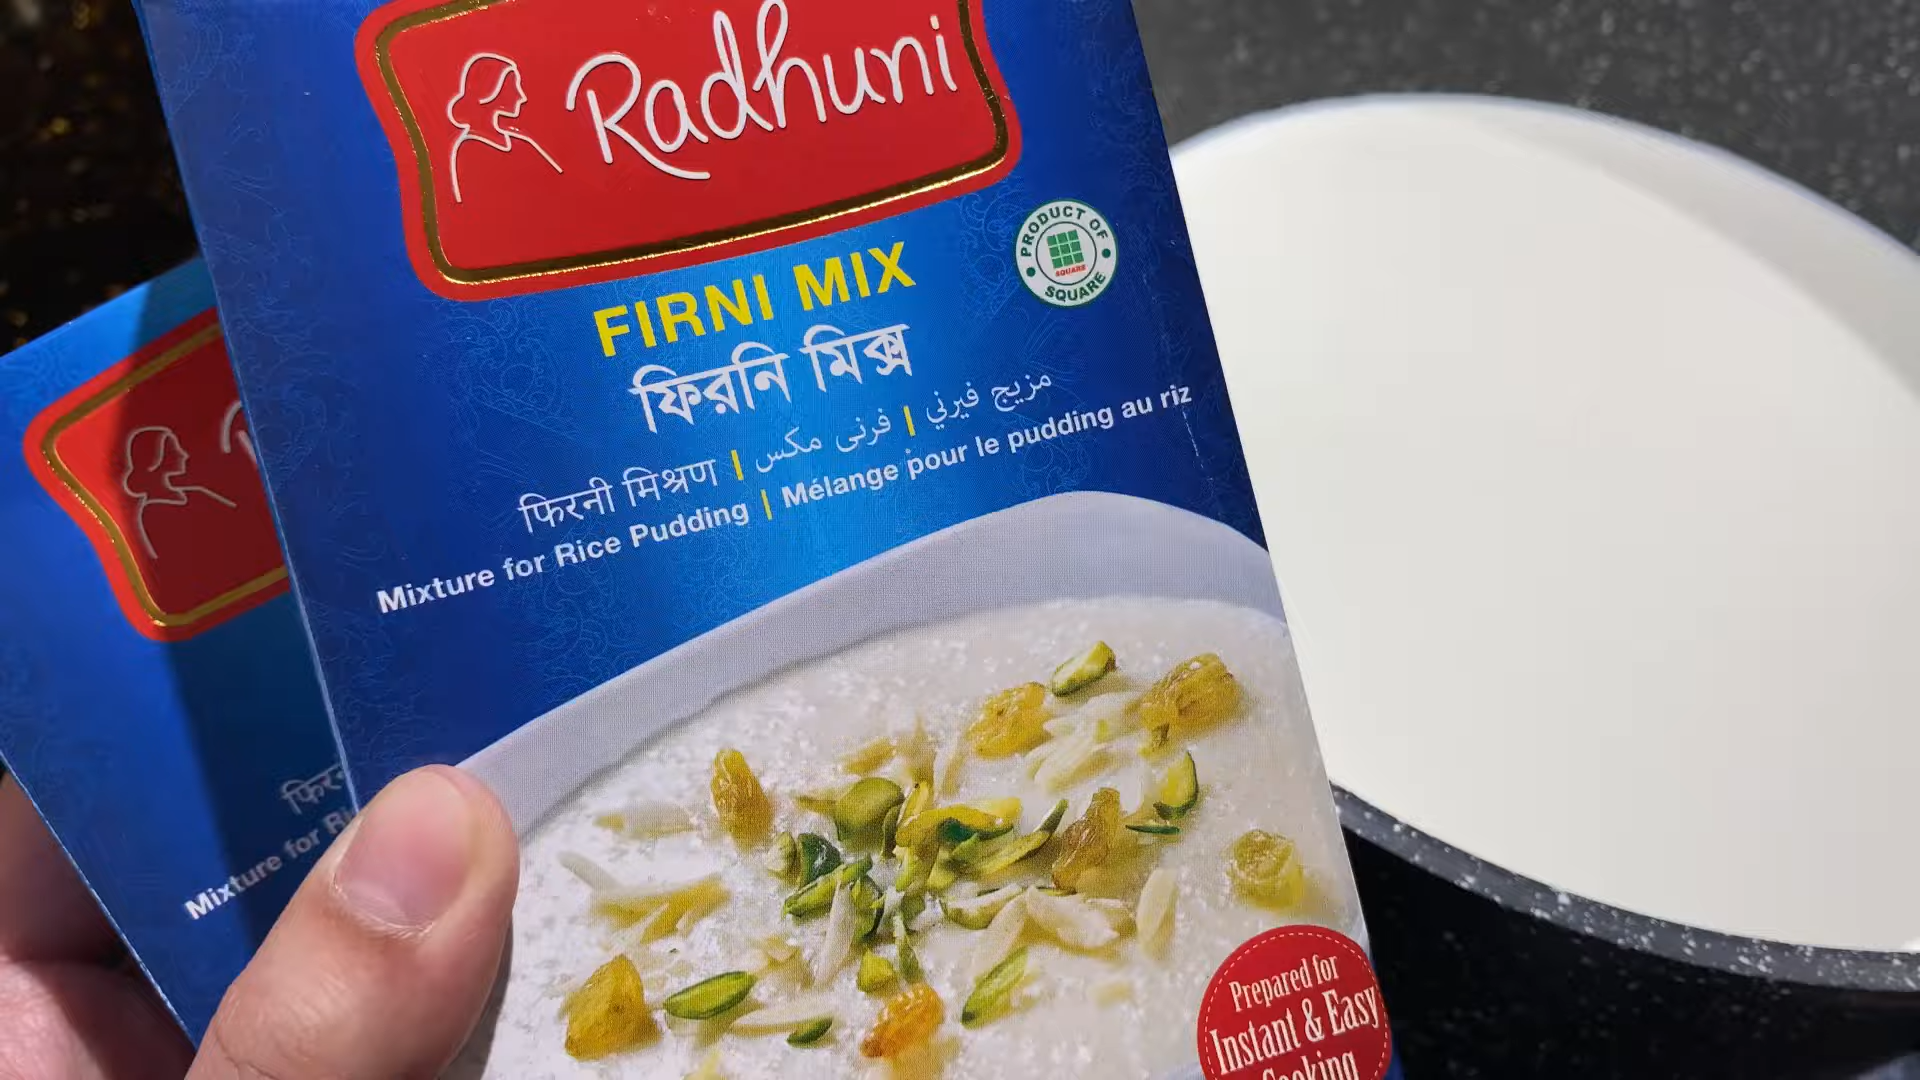 Radhuni
PRODUCT OF
SQUARE
SQUARE
FIRNI MIX
ফিরনি মিক্স
फिरनी मिश्रण | فرنی مکس | مزيج فيرني
Mixture for Rice Pudding | Mélange pour le pudding au riz
Prepared for
Instant & Easy
Cooking
Mixture for